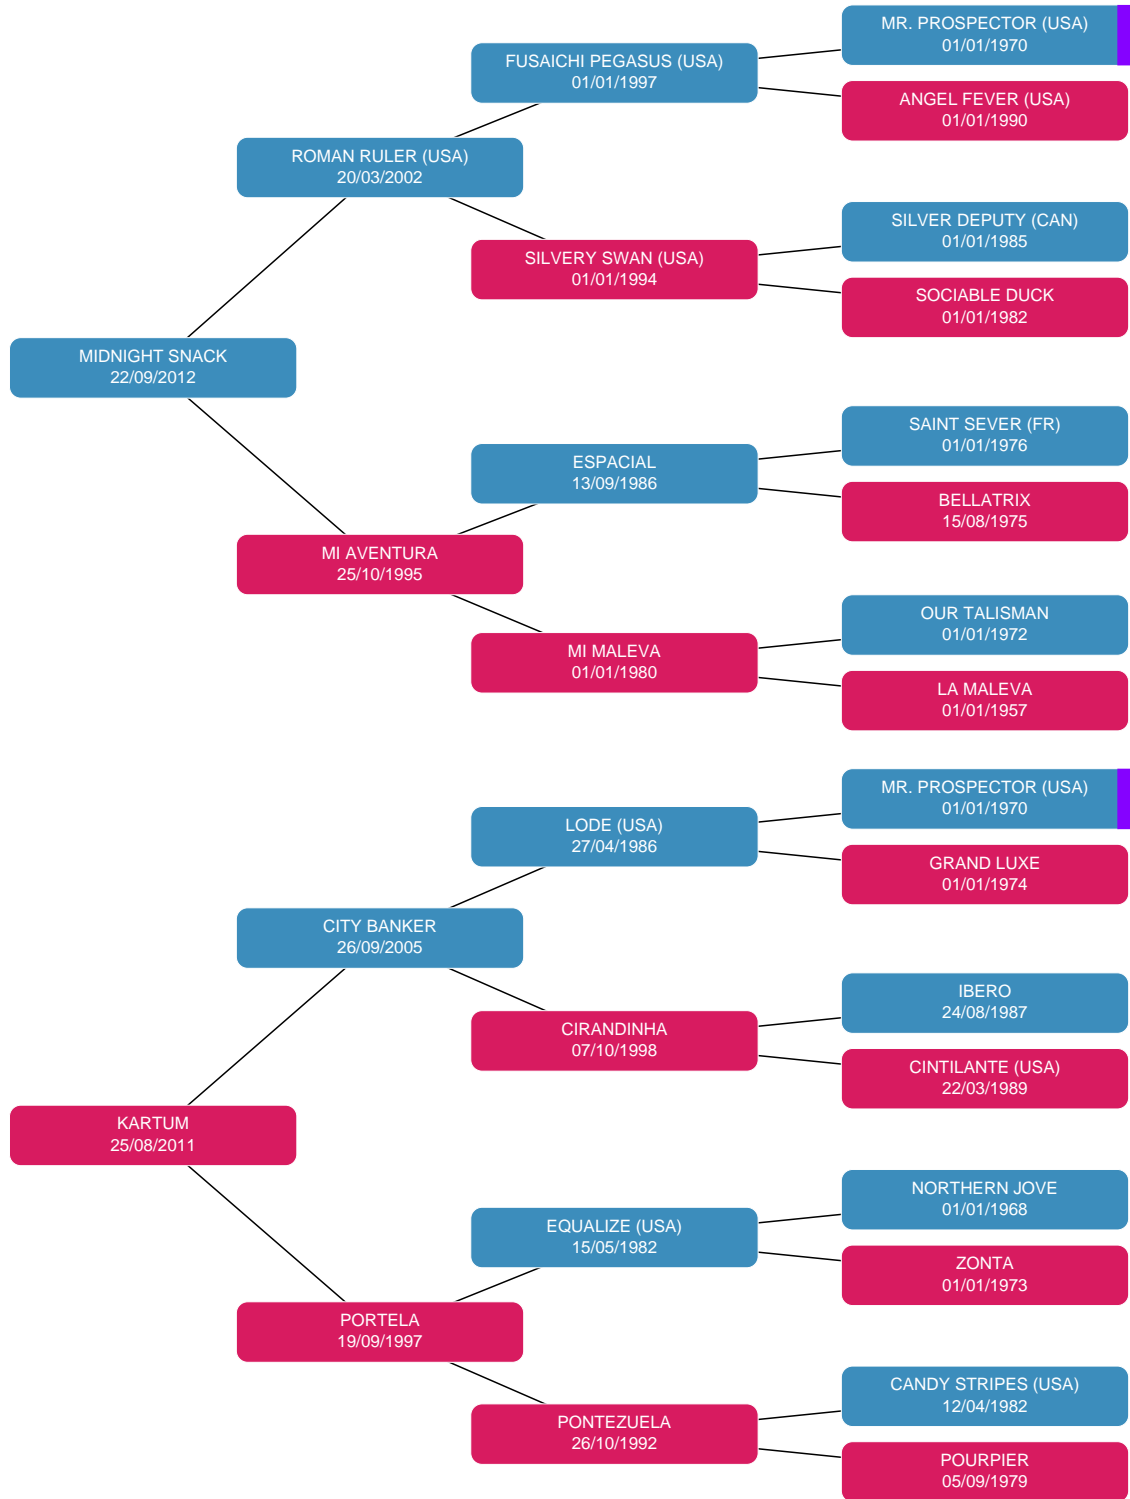 MR. PROSPECTOR (USA)
01/01/1970
FUSAICHI PEGASUS (USA)
01/01/1997
ANGEL FEVER (USA)
01/01/1990
ROMAN RULER (USA)
20/03/2002
SILVER DEPUTY (CAN)
01/01/1985
SILVERY SWAN (USA)
01/01/1994
SOCIABLE DUCK
01/01/1982
MIDNIGHT SNACK
22/09/2012
SAINT SEVER (FR)
01/01/1976
ESPACIAL
13/09/1986
BELLATRIX
15/08/1975
MI AVENTURA
25/10/1995
OUR TALISMAN
01/01/1972
MI MALEVA
01/01/1980
LA MALEVA
01/01/1957
MR. PROSPECTOR (USA)
01/01/1970
LODE (USA)
27/04/1986
GRAND LUXE
01/01/1974
CITY BANKER
26/09/2005
IBERO
24/08/1987
CIRANDINHA
07/10/1998
CINTILANTE (USA)
22/03/1989
KARTUM
25/08/2011
NORTHERN JOVE
01/01/1968
EQUALIZE (USA)
15/05/1982
ZONTA
01/01/1973
PORTELA
19/09/1997
CANDY STRIPES (USA)
12/04/1982
PONTEZUELA
26/10/1992
POURPIER
05/09/1979